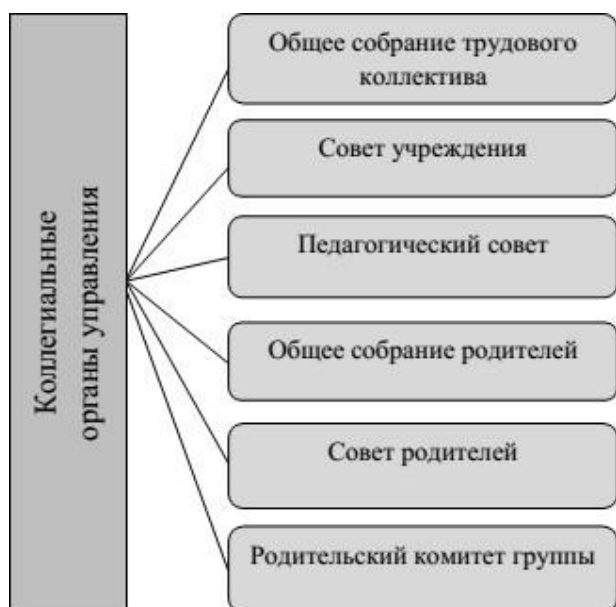 Коллегиальные
органы управления
Общее собрание трудового
коллектива
Совет учреждения
Педагогический совет
Общее собрание родителей
Совет родителей
Родительский комитет группы